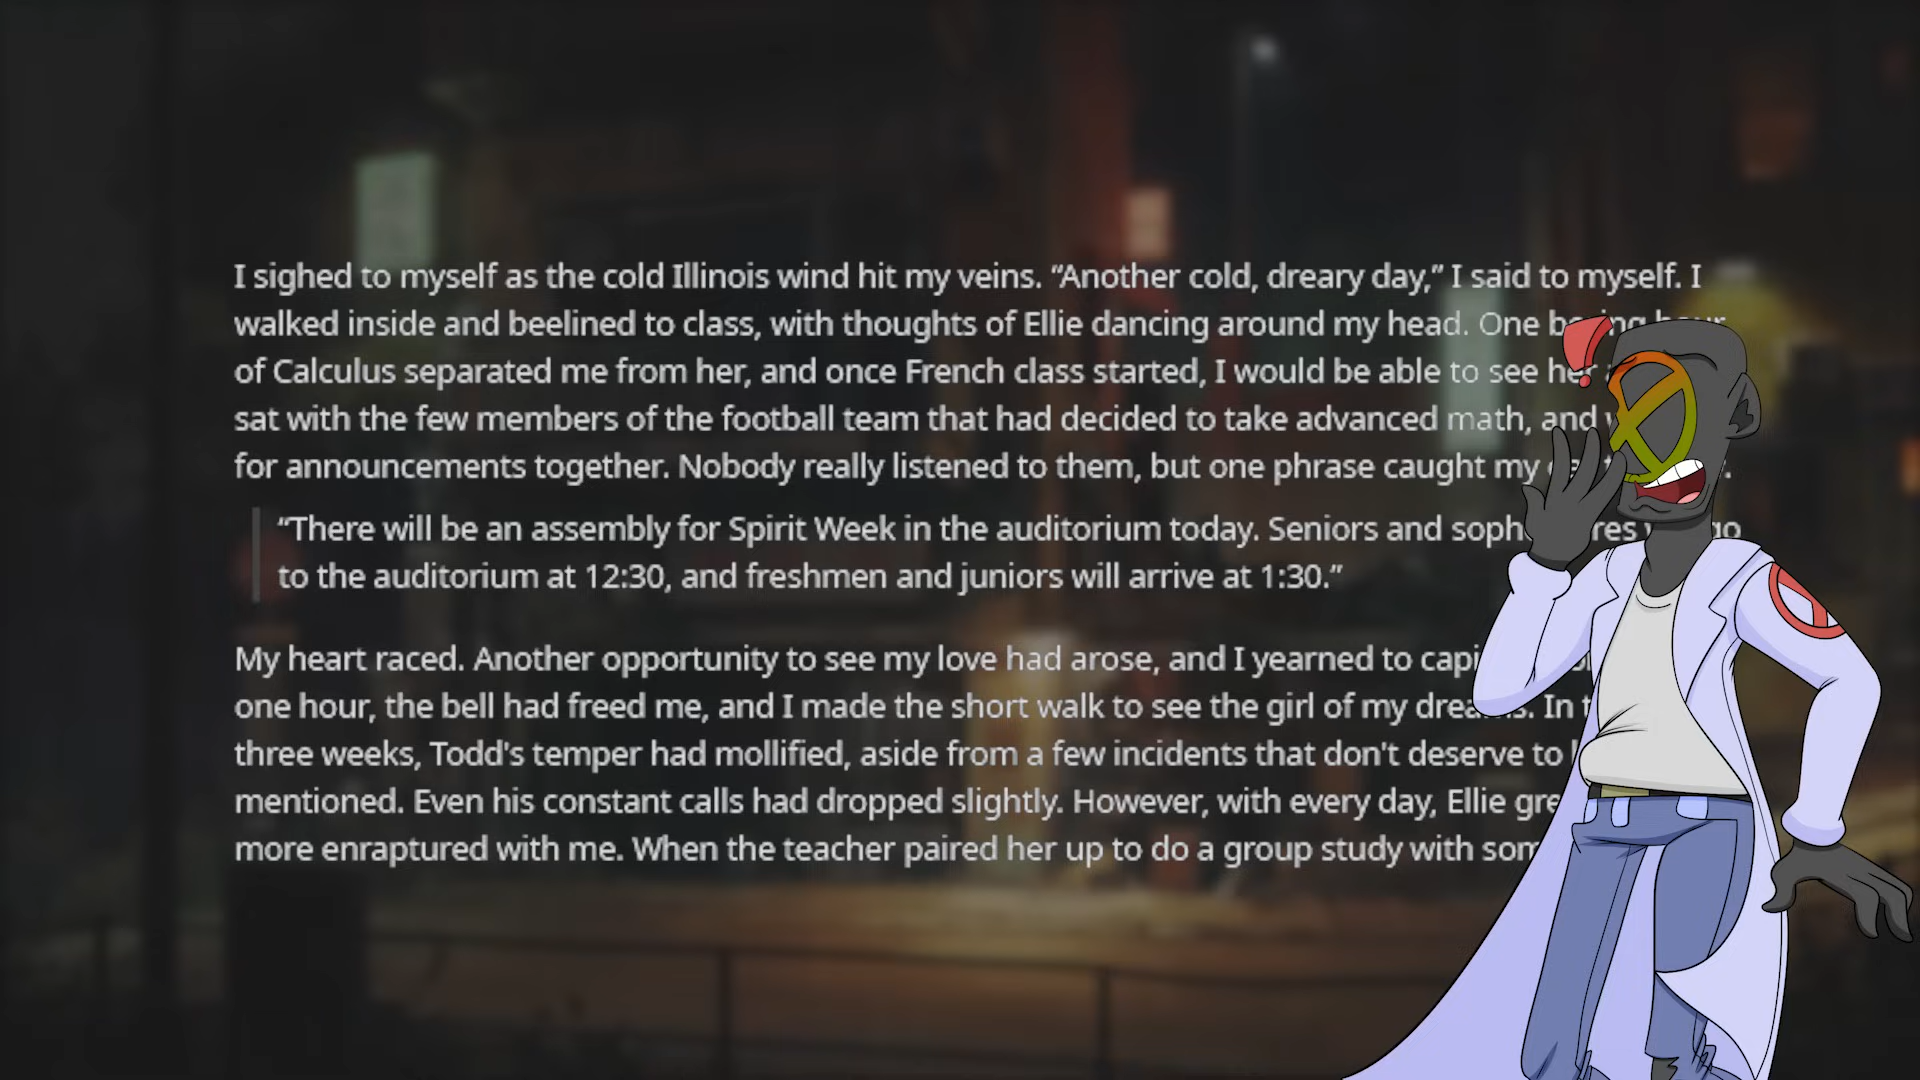 I sighed to myself as the cold Illinois wind hit my veins. “Another cold, dreary day,” I said to myself. I
walked inside and beelined to class, with thoughts of Ellie dancing around my head. One boring hour
of Calculus separated me from her, and once French class started, I would be able to see her
sat with the few members of the football team that had decided to take advanced math, and
for announcements together. Nobody really listened to them, but one phrase caught my
“There will be an assembly for Spirit Week in the auditorium today. Seniors and sophomores go
to the auditorium at 12:30, and freshmen and juniors will arrive at 1:30.”
My heart raced. Another opportunity to see my love had arose, and I yearned to
one hour, the bell had freed me, and I made the short walk to see the girl of my dreams. In
three weeks, Todd's temper had mollified, aside from a few incidents that don't deserve to
mentioned. Even his constant calls had dropped slightly. However, with every day, Ellie
more enraptured with me. When the teacher paired her up to do a group study with